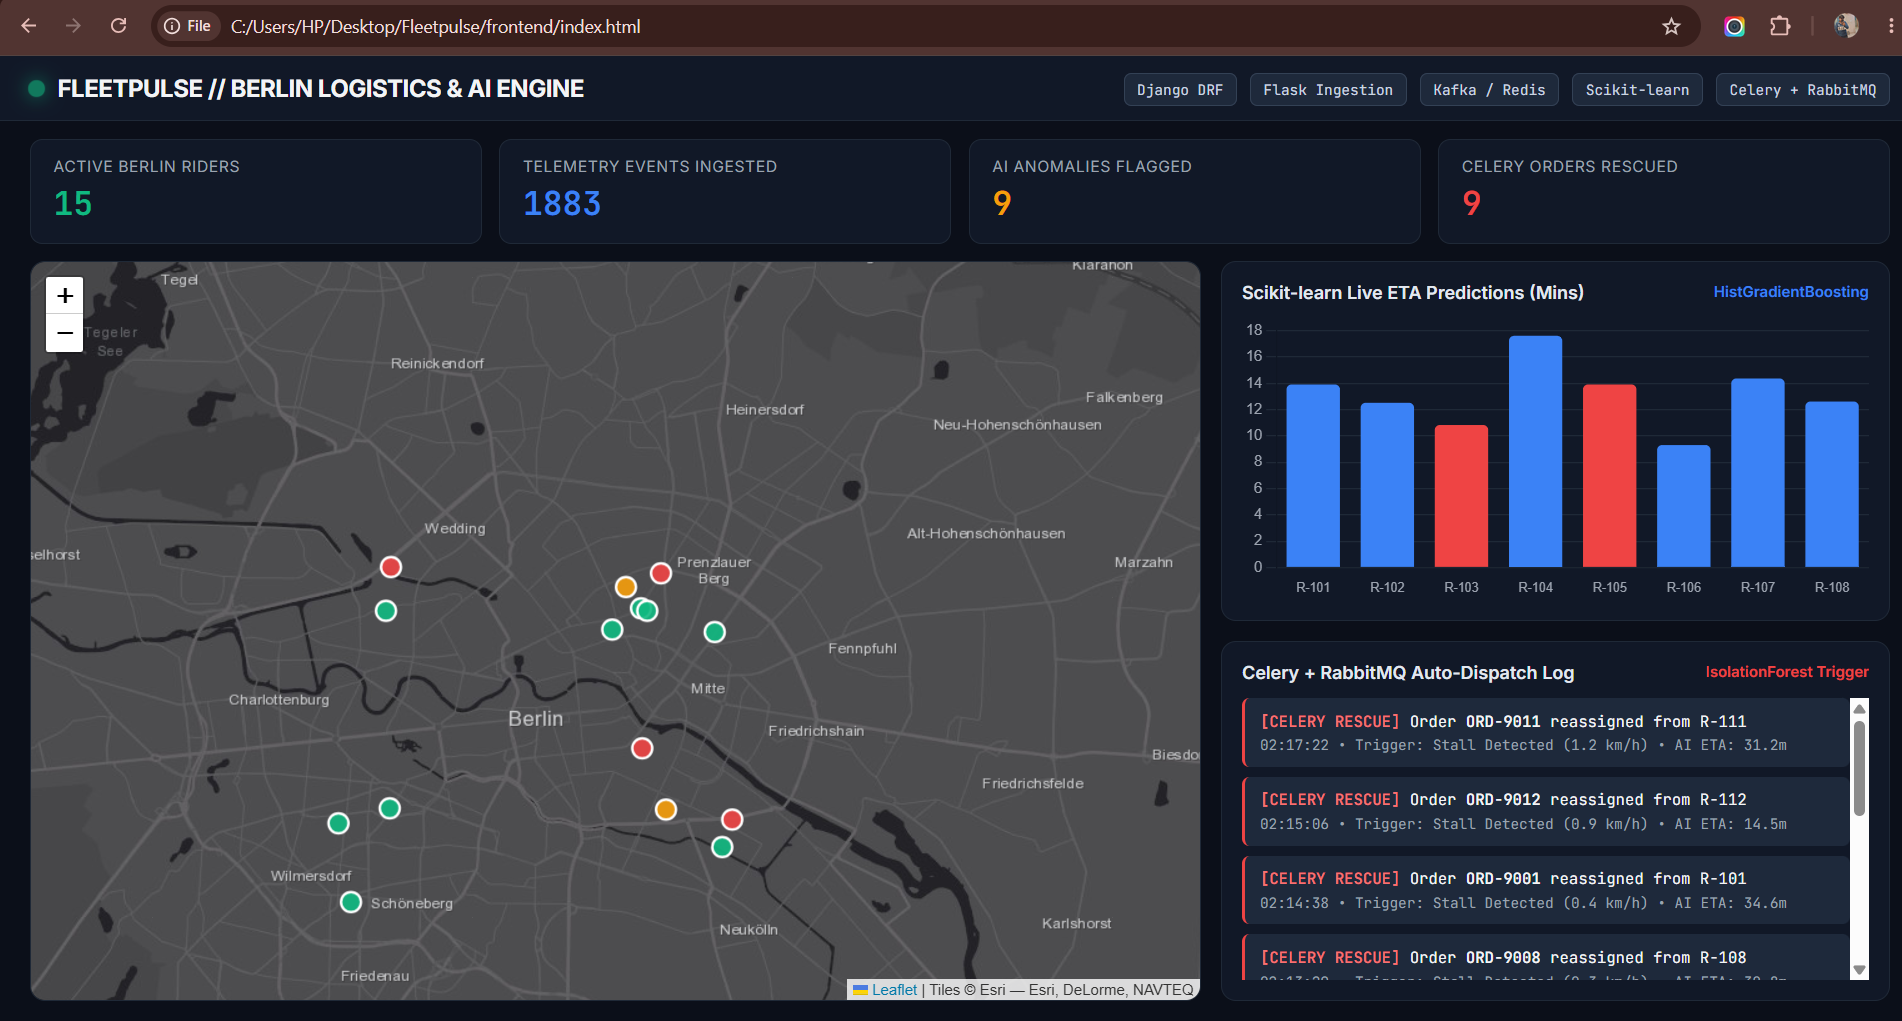 File
C:/Users/HP/Desktop/Fleetpulse/frontend/index.html
FLEETPULSE // BERLIN LOGISTICS & AI ENGINE
Django DRF
Flask Ingestion
Kafka / Redis
Scikit-learn
Celery + RabbitMQ
ACTIVE BERLIN RIDERS
15
TELEMETRY EVENTS INGESTED
1883
AI ANOMALIES FLAGGED
9
CELERY ORDERS RESCUED
9
+
−
Tegel
Tegeler
See
Reinickendorf
Heinersdorf
Falkenberg
Neu-Hohenschönhausen
Wedding
Alt-Hohenschönhausen
selhorst
Prenzlauer
Berg
Marzahn
Fennpfuhl
Mitte
Charlottenburg
Berlin
Friedrichshain
Biesdo
Friedrichsfelde
Wilmersdorf
Schöneberg
Neukölln
Karlshorst
Friedenau
Leaflet | Tiles © Esri — Esri, DeLorme, NAVTEQ
Scikit-learn Live ETA Predictions (Mins)
HistGradientBoosting
18
16
14
12
10
8
6
4
2
0
R-101 R-102 R-103 R-104 R-105 R-106 R-107 R-108
Celery + RabbitMQ Auto-Dispatch Log
IsolationForest Trigger
[CELERY RESCUE] Order ORD-9011 reassigned from R-111
02:17:22 • Trigger: Stall Detected (1.2 km/h) • AI ETA: 31.2m
[CELERY RESCUE] Order ORD-9012 reassigned from R-112
02:15:06 • Trigger: Stall Detected (0.9 km/h) • AI ETA: 14.5m
[CELERY RESCUE] Order ORD-9001 reassigned from R-101
02:14:38 • Trigger: Stall Detected (0.4 km/h) • AI ETA: 34.6m
[CELERY RESCUE] Order ORD-9008 reassigned from R-108